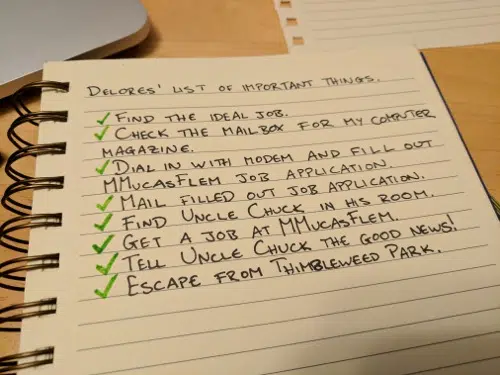 DELORES' LIST OF IMPORTANT THINGS.
✓ FIND THE IDEAL JOB.
✓ CHECK THE MAILBOX FOR MY COMPUTER
MAGAZINE.
✓ DIAL IN WITH MODEM AND FILL OUT
MMUCASFLEM JOB APPLICATION.
✓ MAIL FILLED OUT JOB APPLICATION.
✓ FIND UNCLE CHUCK IN HIS ROOM.
✓ GET A JOB AT MMUCASFLEM.
✓ TELL UNCLE CHUCK THE GOOD NEWS!
✓ ESCAPE FROM THIMBLEWEED PARK.